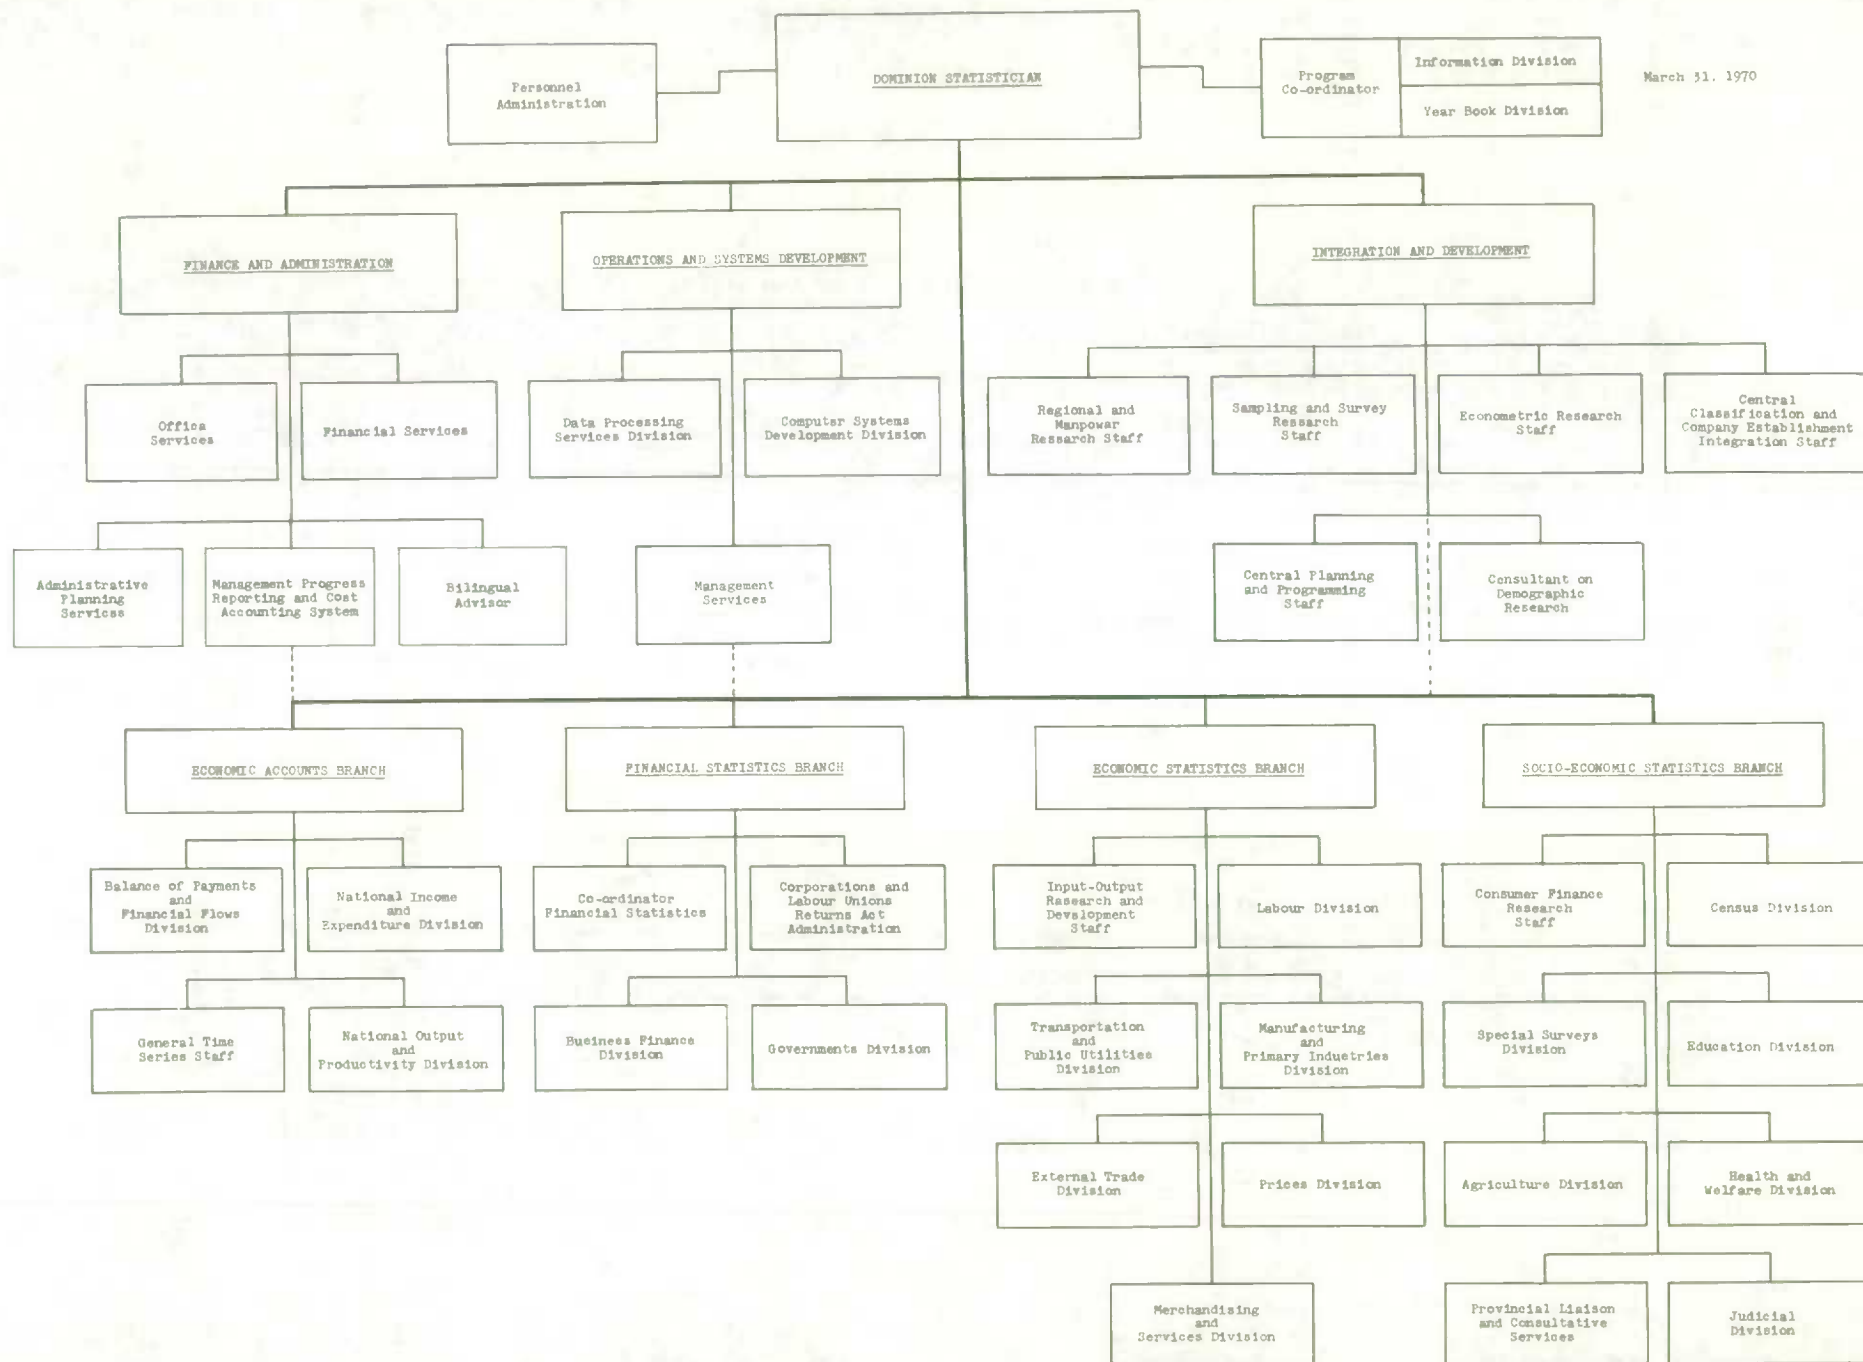 DOMINION STATISTICIAN
Personnel
Administration
Program
Co-ordinator
Information Division
Year Book Division
March 31. 1970
FINANCE AND ADMINISTRATION
OPERATIONS AND SYSTEMS DEVELOPMENT
INTEGRATION AND DEVELOPMENT
Office
Services
Financial Services
Data Processing
Services Division
Computer Systems
Development Division
Regional and
Manpower
Research Staff
Sampling and Survey
Research
Staff
Econometric Research
Staff
Central
Classification and
Company Establishment
Integration Staff
Administrative
Planning
Services
Management Progress
Reporting and Cost
Accounting System
Bilingual
Advisor
Management
Services
Central Planning
and Programming
Staff
Consultant on
Demographic
Research
ECONOMIC ACCOUNTS BRANCH
FINANCIAL STATISTICS BRANCH
ECONOMIC STATISTICS BRANCH
SOCIO-ECONOMIC STATISTICS BRANCH
Balance of Payments
and
Financial Flows
Division
National Income
and
Expenditure Division
Co-ordinator
Financial Statistics
Corporations and
Labour Unions
Returns Act
Administration
Input-Output
Research and
Development
Staff
Labour Division
Consumer Finance
Research
Staff
Census Division
General Time
Series Staff
National Output
and
Productivity Division
Business Finance
Division
Governments Division
Transportation
and
Public Utilities
Division
Manufacturing
and
Primary Industries
Division
Special Surveys
Division
Education Division
External Trade
Division
Prices Division
Agriculture Division
Health and
Welfare Division
Merchandising
and
Services Division
Provincial Liaison
and Consultative
Services
Judicial
Division